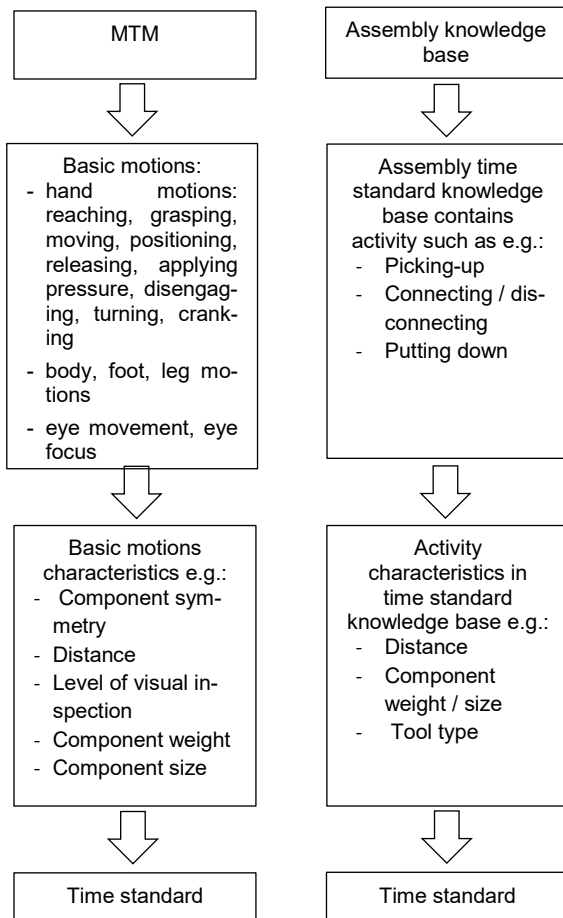 MTM
Basic motions:
- hand motions:
reaching, grasping,
moving, positioning,
releasing, applying
pressure, disengag-
ing, turning, crank-
ing
- body, foot, leg mo-
tions
- eye movement, eye
focus
Basic motions
characteristics e.g.:
- Component sym-
metry
- Distance
- Level of visual in-
spection
- Component weight
- Component size
Time standard
Assembly knowledge
base
Assembly time
standard knowledge
base contains
activity such as e.g.:
- Picking-up
- Connecting / dis-
connecting
- Putting down
Activity
characteristics in
time standard
knowledge base e.g.:
- Distance
- Component
weight / size
- Tool type
Time standard